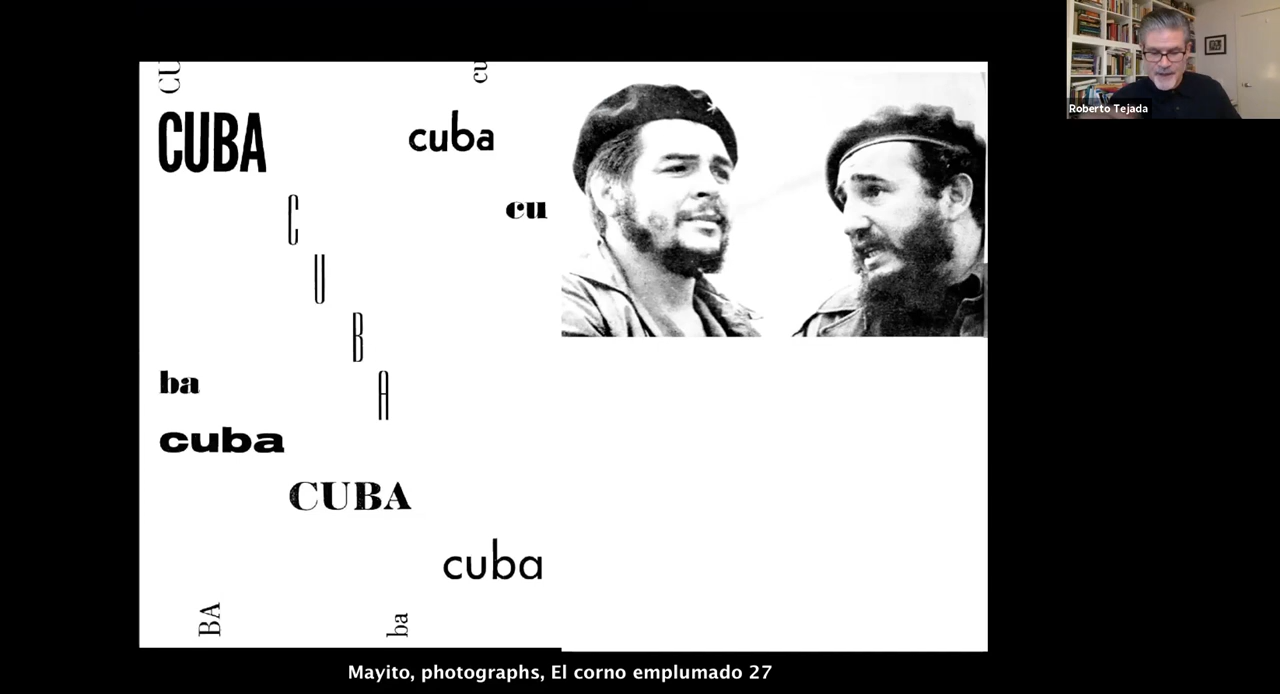 CU
cu
CUBA
cuba
cu
C
U
B
A
ba
cuba
CUBA
cuba
BA
ba
Roberto Tejada
Mayito, photographs, El corno emplumado 27